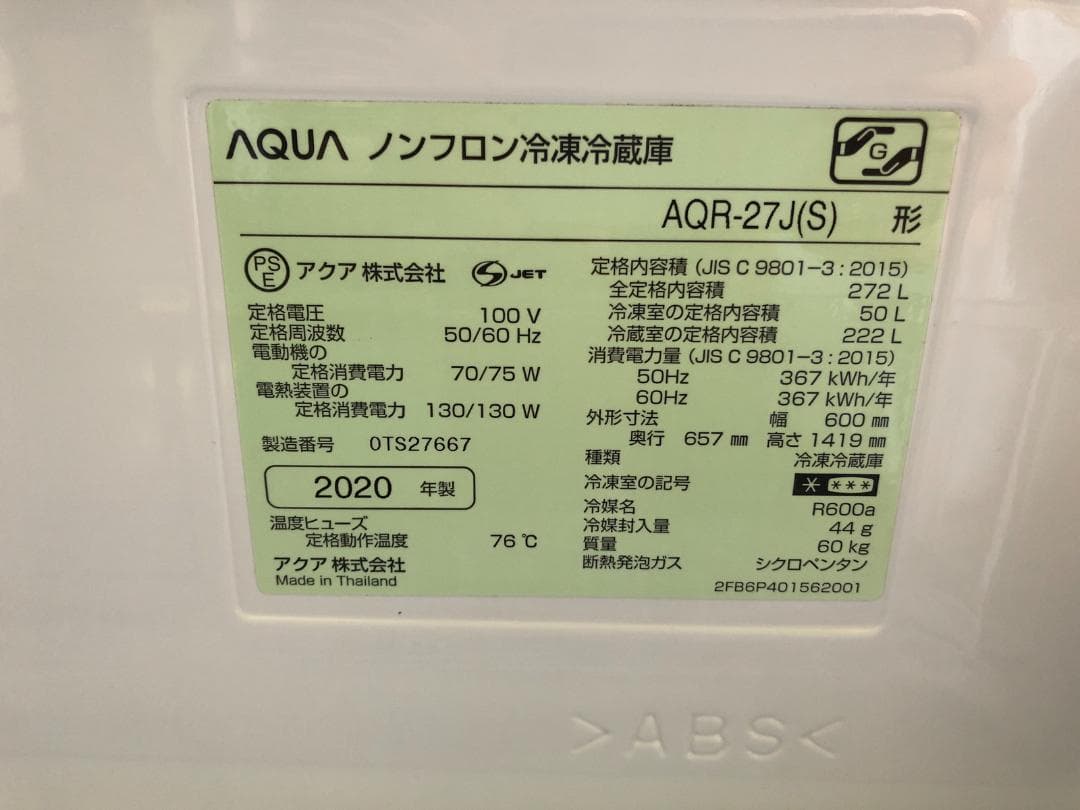 AQUA ノンフロン冷凍冷蔵庫
G
AQR-27J(S) 形
PS
E
アクア 株式会社 S JET
定格電圧 100 V
定格周波数 50/60 Hz
電動機の
定格消費電力 70/75 W
電熱装置の
定格消費電力 130/130 W
製造番号 0TS27667
2020 年製
温度ヒューズ
定格動作温度 76 ℃
アクア 株式会社
Made in Thailand
定格内容積 (JIS C 9801-3 : 2015)
全定格内容積 272 L
冷凍室の定格内容積 50 L
冷蔵室の定格内容積 222 L
消費電力量 (JIS C 9801-3 : 2015)
50Hz 367 kWh/年
60Hz 367 kWh/年
外形寸法 幅 600 ㎜
奥行 657 ㎜ 高さ 1419 ㎜
種類 冷凍冷蔵庫
冷凍室の記号 * ***
冷媒名 R600a
冷媒封入量 44 g
質量 60 kg
断熱発泡ガス シクロペンタン
2FB6P401562001
>ABS<